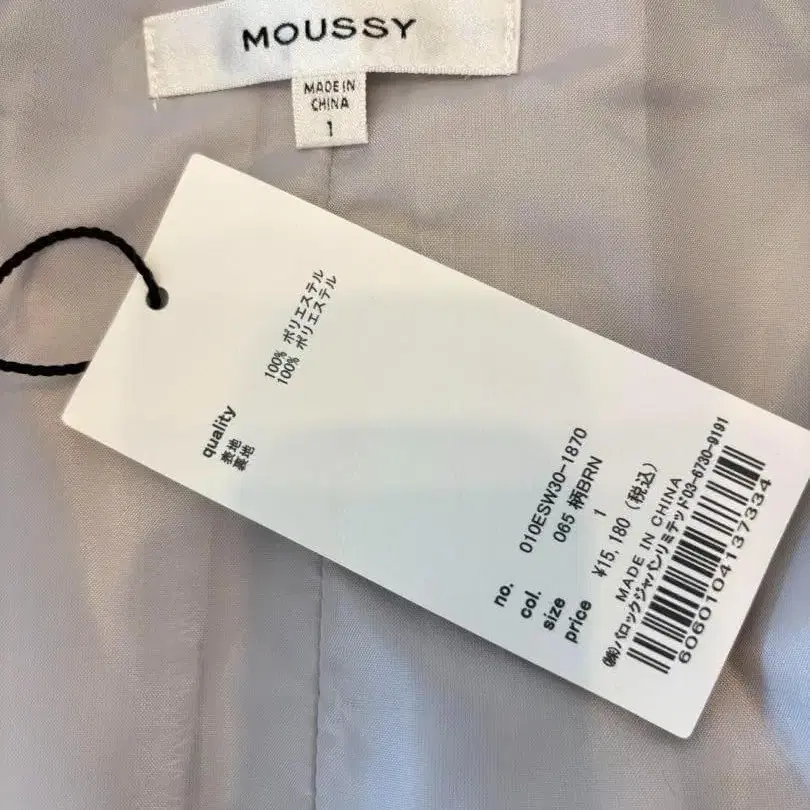 MOUSSY
MADE IN
CHINA
1
quality
表地 100% ポリエステル
裏地 100% ポリエステル
no. 010ESW30-1870
col. 065 柄BRN
size 1
price ¥15,180 (税込)
MADE IN CHINA
(株)バロックジャパンリミテッド03-6730-9191
6060104137334